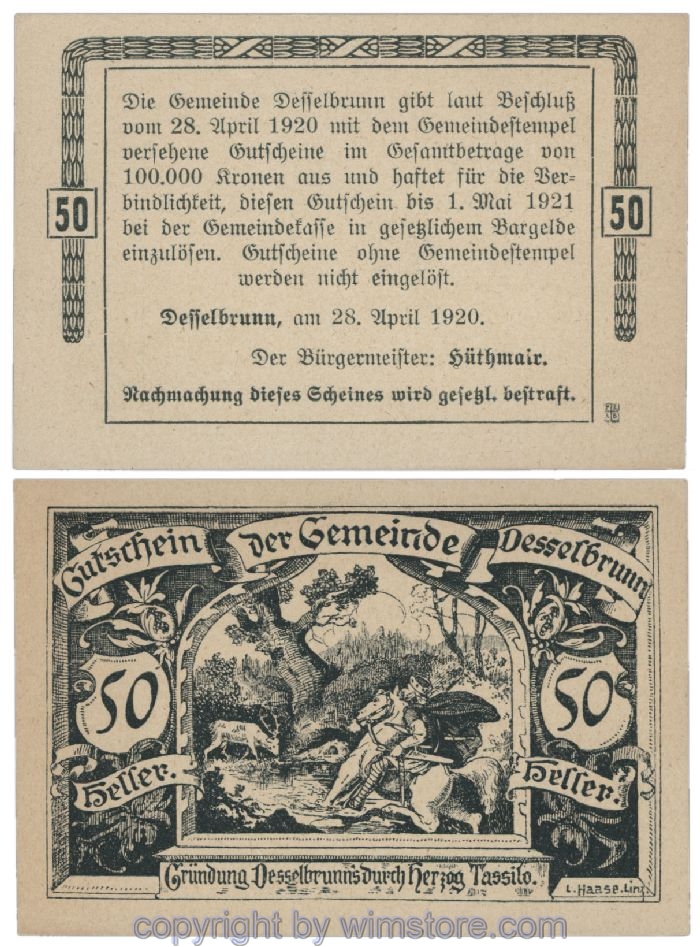 Die Gemeinde Desselbrunn gibt laut Beschluß
vom 28. April 1920 mit dem Gemeindestempel
versehene Gutscheine im Gesamtbetrage von
100.000 Kronen aus und haftet für die Ver-
bindlichkeit, diesen Gutschein bis 1. Mai 1921
bei der Gemeindekasse in gesetzlichem Bargelde
einzulösen. Gutscheine ohne Gemeindestempel
werden nicht eingelöst.
50
50
Desselbrunn, am 28. April 1920.
Der Bürgermeister: Hüthmair.
Nachmachung dieses Scheines wird gesetzl. bestraft.
Gutschein der Gemeinde Desselbrunn
50
50
Heller.
Heller.
Gründung Desselbrunns durch Herzog Tassilo.
L. Haase. Linz
copyright by wimstore.com